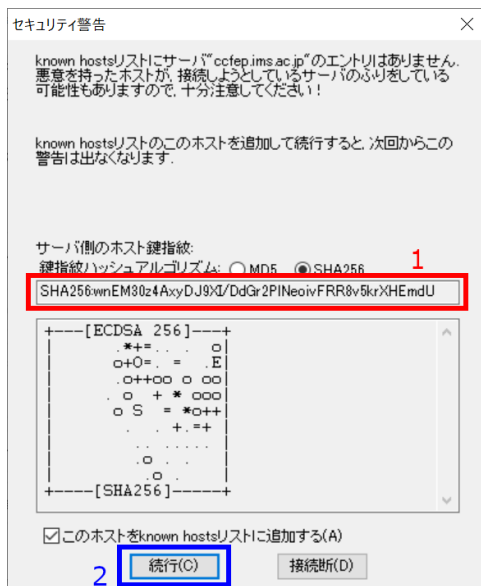 セキュリティ警告
known hostsリストにサーバ"ccfep.ims.ac.jp"のエントリはありません.
悪意を持ったホストが, 接続しようとしているサーバのふりをしている
可能性もありますので, 十分注意してください!
known hostsリストのこのホストを追加して続行すると, 次回からこの
警告は出なくなります.
サーバ側のホスト鍵指紋:
鍵指紋ハッシュアルゴリズム: MD5 SHA256
1
SHA256:wnEM30z4AxyDJ9XI/DdGr2PINeoivFRR8v5krXHEmdU
+---[ECDSA 256]---+
|      .*+=.. .  o|
|     o+O=. =   .E|
|     .o++oo o oo|
|    . o  + * ooo|
|     o S  = *o++|
|      .  . +.=+ |
|       .. ..... |
|       .o . .   |
|        .o .    |
+----[SHA256]-----+
このホストをknown hostsリストに追加する(A)
2
続行(C) 接続断(D)